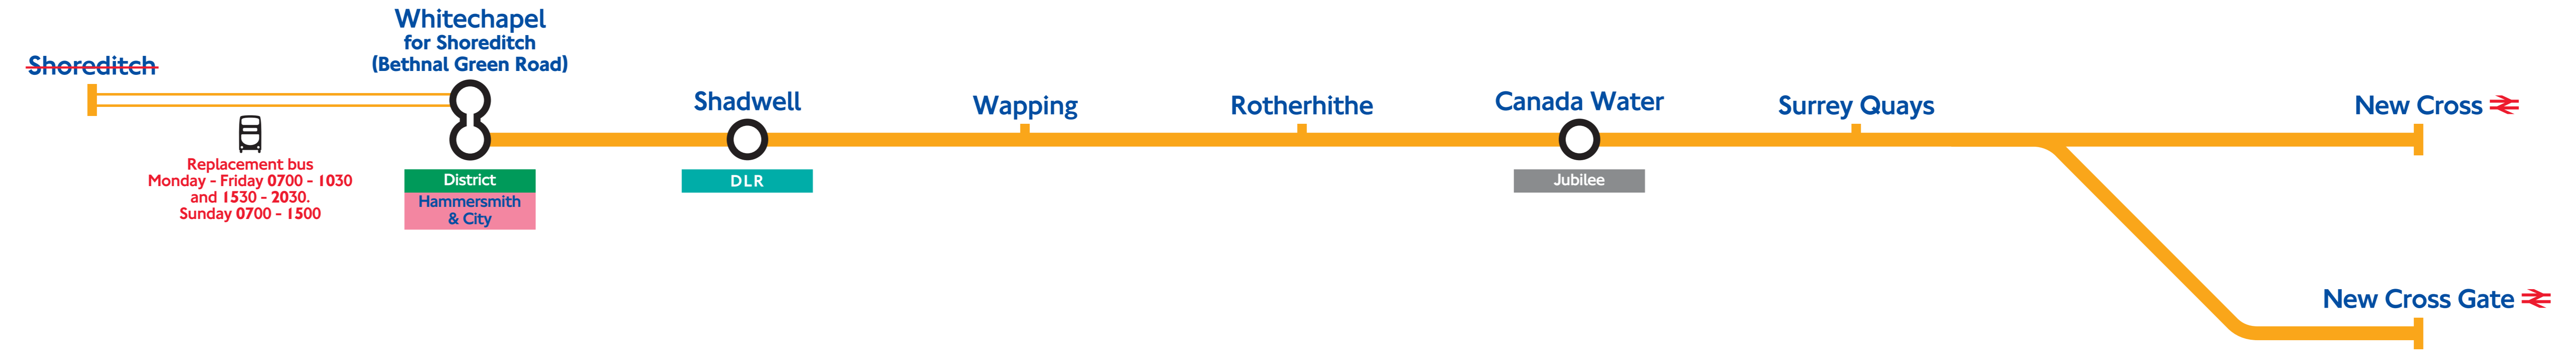 Shoreditch
Whitechapel
for Shoreditch
(Bethnal Green Road)
Replacement bus
Monday - Friday 0700 - 1030
and 1530 - 2030.
Sunday 0700 - 1500
District
Hammersmith
& City
Shadwell
DLR
Wapping
Rotherhithe
Canada Water
Jubilee
Surrey Quays
New Cross
New Cross Gate